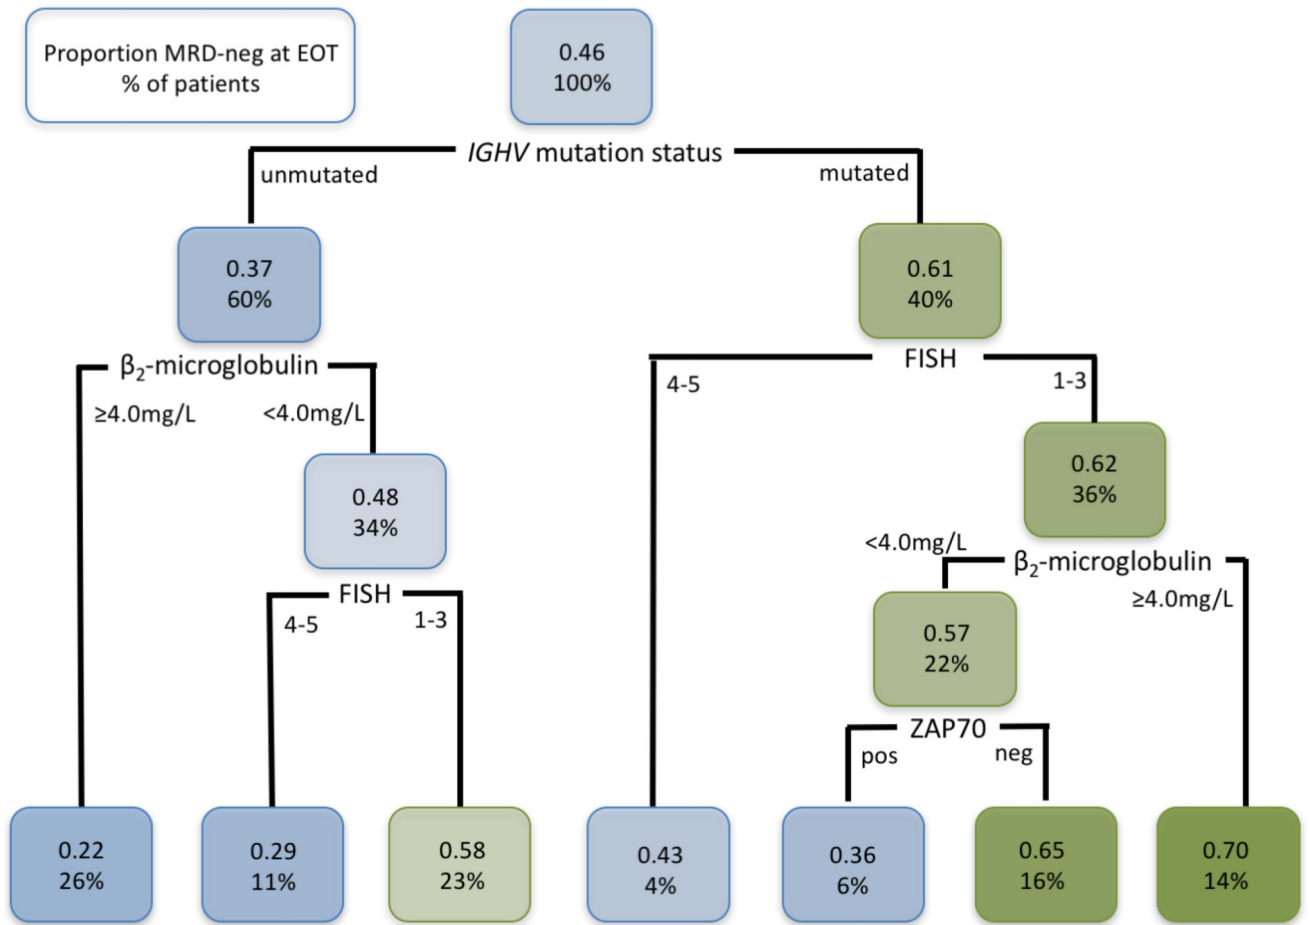 Proportion MRD-neg at EOT
% of patients
0.46
100%
IGHV mutation status
unmutated
mutated
0.37
60%
0.61
40%
β₂-microglobulin
≥4.0mg/L
<4.0mg/L
FISH
4-5
1-3
0.48
34%
0.62
36%
FISH
4-5
1-3
<4.0mg/L
β₂-microglobulin
≥4.0mg/L
0.57
22%
ZAP70
pos
neg
0.22
26%
0.29
11%
0.58
23%
0.43
4%
0.36
6%
0.65
16%
0.70
14%